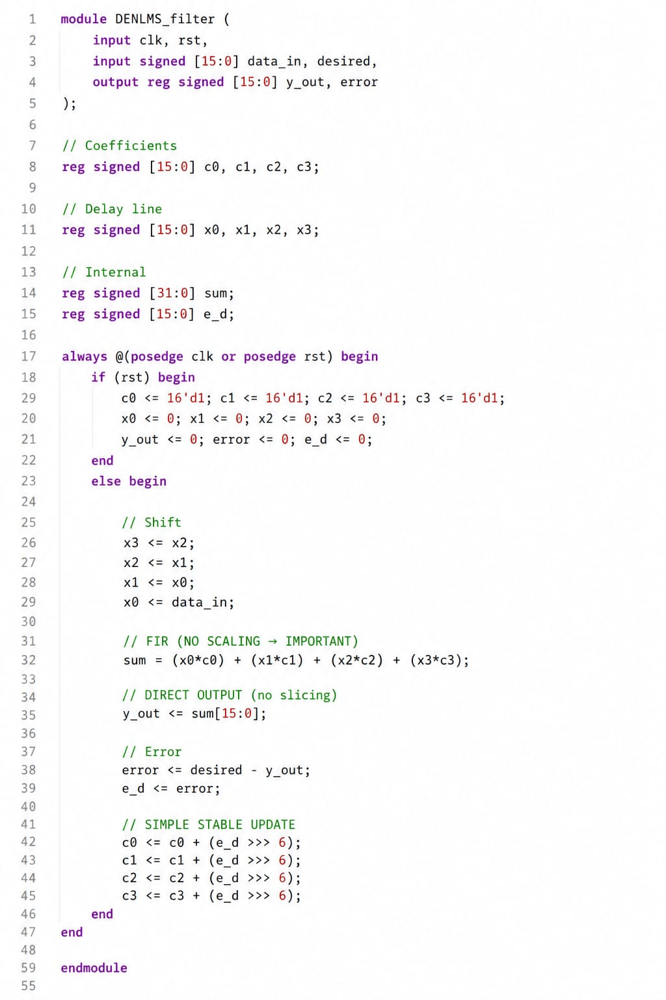 1 module DENLMS_filter (
2 input clk, rst,
3 input signed [15:0] data_in, desired,
4 output reg signed [15:0] y_out, error
5 );
6
7 // Coefficients
8 reg signed [15:0] c0, c1, c2, c3;
9
10 // Delay line
11 reg signed [15:0] x0, x1, x2, x3;
12
13 // Internal
14 reg signed [31:0] sum;
15 reg signed [15:0] e_d;
16
17 always @(posedge clk or posedge rst) begin
18 if (rst) begin
29 c0 <= 16'd1; c1 <= 16'd1; c2 <= 16'd1; c3 <= 16'd1;
20 x0 <= 0; x1 <= 0; x2 <= 0; x3 <= 0;
21 y_out <= 0; error <= 0; e_d <= 0;
22 end
23 else begin
24
25 // Shift
26 x3 <= x2;
27 x2 <= x1;
28 x1 <= x0;
29 x0 <= data_in;
30
31 // FIR (NO SCALING → IMPORTANT)
32 sum = (x0*c0) + (x1*c1) + (x2*c2) + (x3*c3);
33
34 // DIRECT OUTPUT (no slicing)
35 y_out <= sum[15:0];
36
37 // Error
38 error <= desired - y_out;
39 e_d <= error;
40
41 // SIMPLE STABLE UPDATE
42 c0 <= c0 + (e_d >>> 6);
43 c1 <= c1 + (e_d >>> 6);
44 c2 <= c2 + (e_d >>> 6);
45 c3 <= c3 + (e_d >>> 6);
46 end
47 end
48
59 endmodule
55